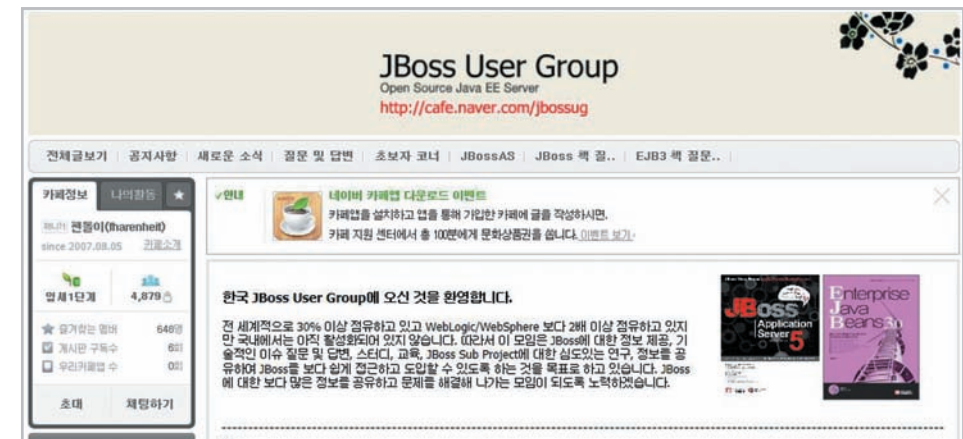 JBoss User Group
Open Source Java EE Server
http://cafe.naver.com/jbossug
전체글보기 | 공지사항 | 새로운 소식 | 질문 및 답변 | 초보자 코너 | JBossAS | JBoss 책 질.. | EJB3 책 질문.. |
카페정보 나의활동 ★
매니저 펜돌이(tharenheit)
since 2007.08.05 카페소개
잎새1단계 4,879
즐겨찾는 멤버 648명
게시판 구독수 6회
우리카페앱 수 0회
초대 채팅하기
✓안내 네이버 카페앱 다운로드 이벤트
카페앱을 설치하고 앱을 통해 가입한 카페에 글을 작성하시면,
카페 지원 센터에서 총 100분에게 문화상품권을 쏩니다. 이벤트 보기
한국 JBoss User Group에 오신 것을 환영합니다.
전 세계적으로 30% 이상 점유하고 있고 WebLogic/WebSphere 보다 2배 이상 점유하고 있지
만 국내에서는 아직 활성화되어 있지 않습니다. 따라서 이 모임은 JBoss에 대한 정보 제공, 기
술적인 이슈 질문 및 답변, 스터디, 교육, JBoss Sub Project에 대한 심도있는 연구, 정보를 공
유하여 JBoss를 보다 쉽게 접근하고 도입할 수 있도록 하는 것을 목표로 하고 있습니다. JBoss
에 대한 보다 많은 정보를 공유하고 문제를 해결해 나가는 모임이 되도록 노력하겠습니다.
JBoss
Application
Server 5
Enterprise
Java
Beans 3.0